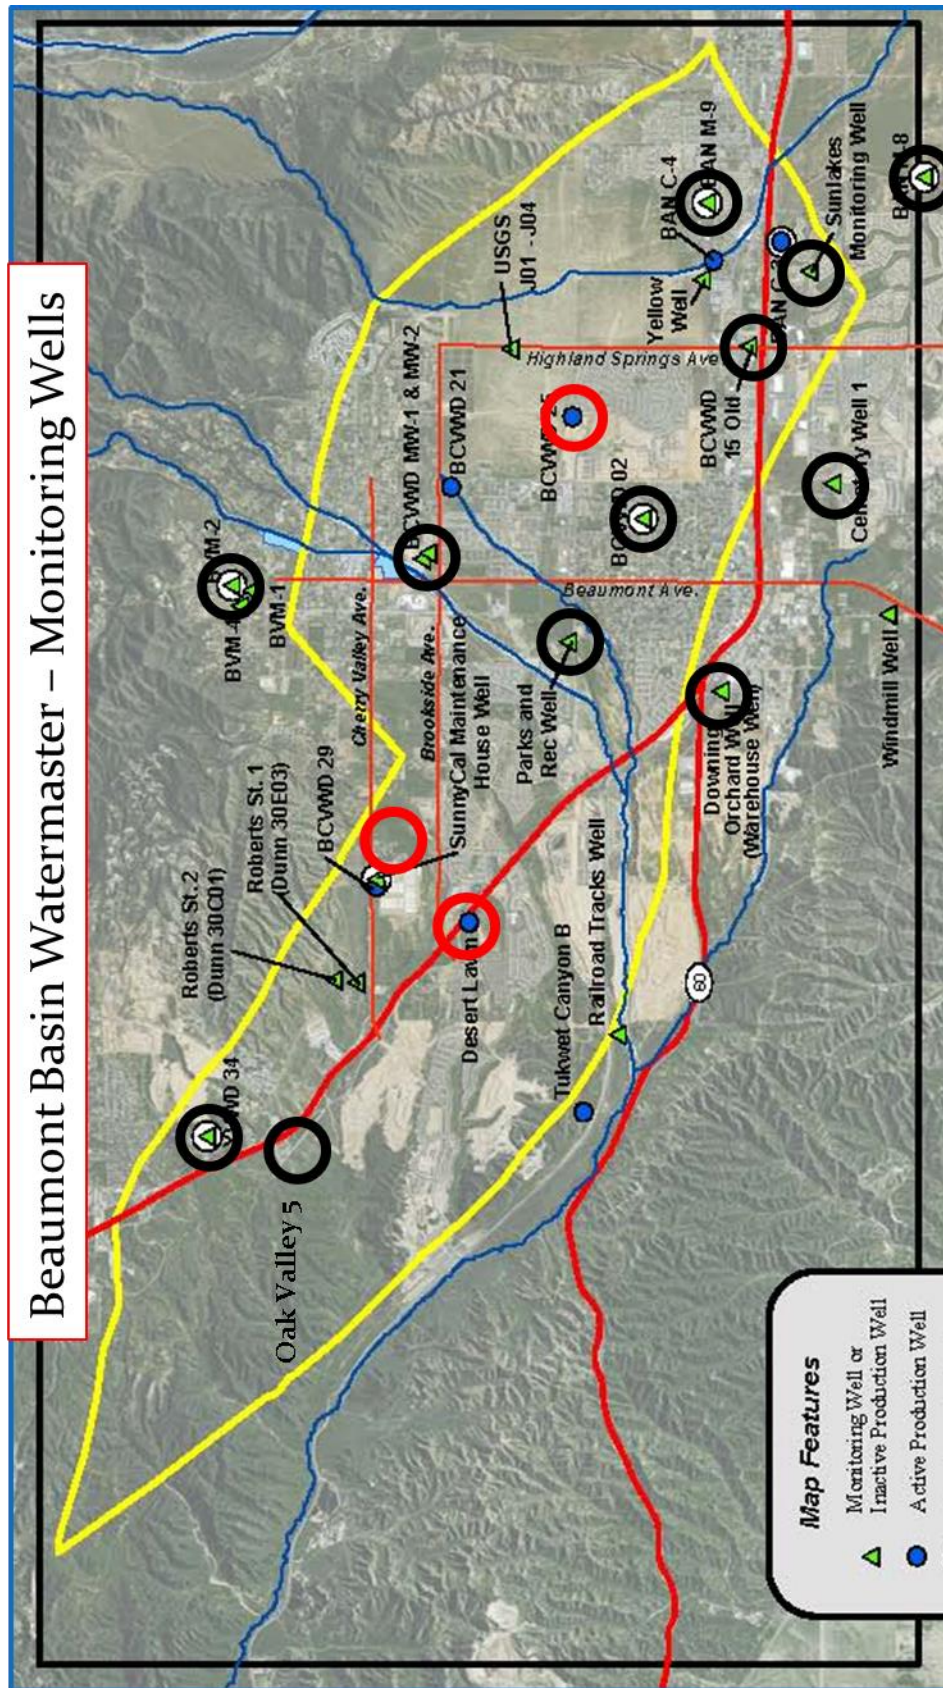 Beaumont Basin Watermaster – Monitoring Wells
BVM-2
BVM-4
BVM-1
Roberts St. 2
(Dunn 30C01)
Roberts St. 1
(Dunn 30E03)
BCVWD 29
WD 34
Oak Valley 5
Cherry Valley Ave.
Brookside Ave.
BCVWD MW-1 & MW-2
BCVWD 21
USGS
J01 - J04
SunnyCal Maintenance
House Well
Desert Lawn
Parks and
Rec Well
Beaumont Ave.
Highland Springs Ave
BAN C-4
BAN M-9
Yellow
Well
BCVWD
15 Old
Sunlakes
Monitoring Well
Well 1
Tukwet Canyon B
Railroad Tracks Well
60
Downing
Orchard Well
(Warehouse Well)
Windmill Well
Map Features
Monitoring Well or
Inactive Production Well
Active Production Well